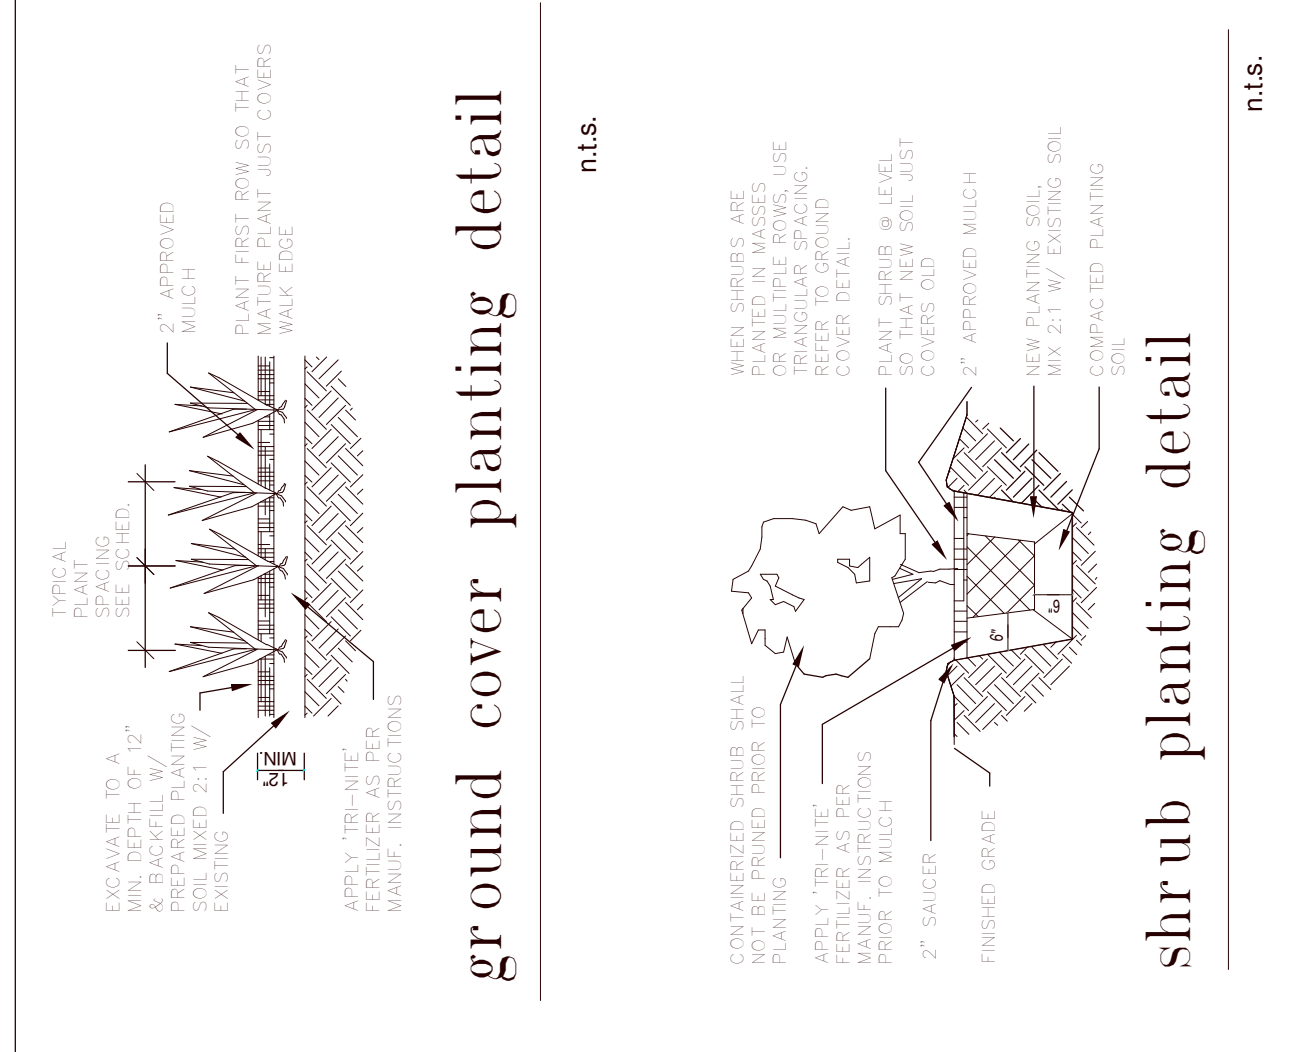 TYPICAL
PLANT
SPACING
SEE SCHED.
2" APPROVED
MULCH
PLANT FIRST ROW SO THAT
MATURE PLANT JUST COVERS
WALK EDGE
EXCAVATE TO A
MIN. DEPTH OF 12"
& BACKFILL W/
PREPARED PLANTING
SOIL MIXED 2:1 W/
EXISTING
12"
MIN.
APPLY 'TRI-NITE'
FERTILIZER AS PER
MANUF. INSTRUCTIONS
ground cover planting detail
n.t.s.
WHEN SHRUBS ARE
PLANTED IN MASSES
OR MULTIPLE ROWS, USE
TRIANGULAR SPACING.
REFER TO GROUND
COVER DETAIL.
PLANT SHRUB @ LEVEL
SO THAT NEW SOIL JUST
COVERS OLD
2" APPROVED MULCH
NEW PLANTING SOIL,
MIX 2:1 W/ EXISTING SOIL
COMPACTED PLANTING
SOIL
6"
6"
CONTAINERIZED SHRUB SHALL
NOT BE PRUNED PRIOR TO
PLANTING
APPLY 'TRI-NITE'
FERTILIZER AS PER
MANUF. INSTRUCTIONS
PRIOR TO MULCH
2" SAUCER
FINISHED GRADE
shrub planting detail
n.t.s.